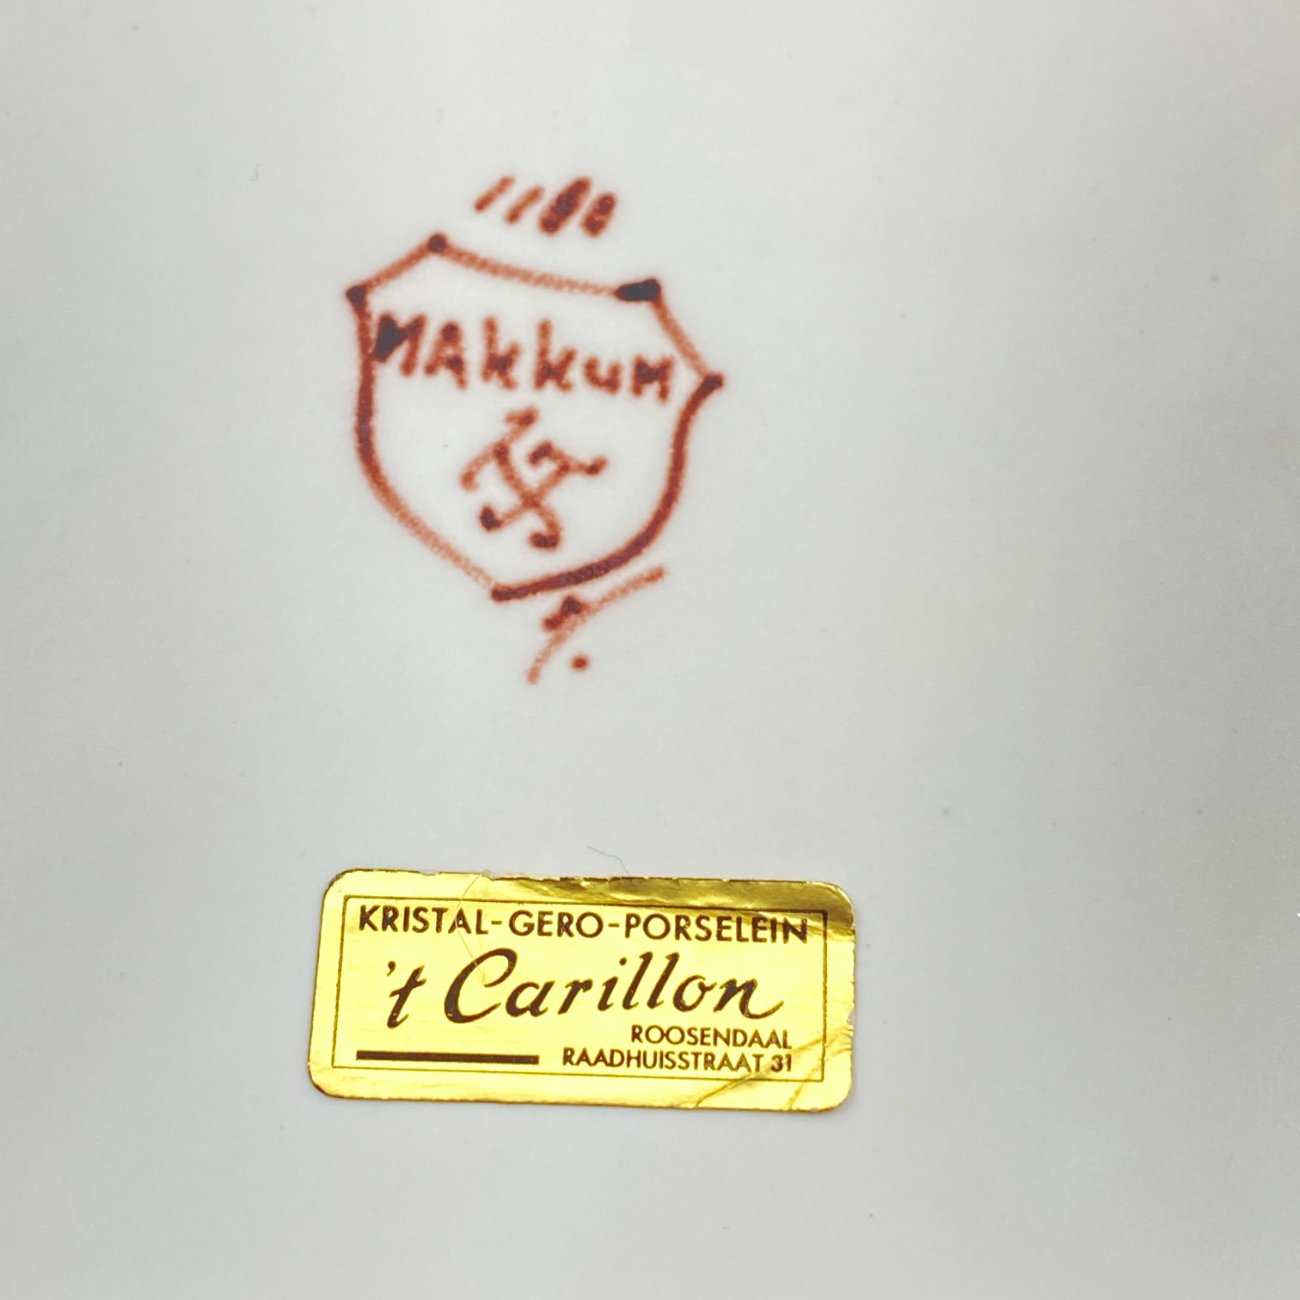 MAkkuM
KRISTAL-GERO-PORSELEIN
't Carillon
ROOSENDAAL
RAADHUISSTRAAT 31